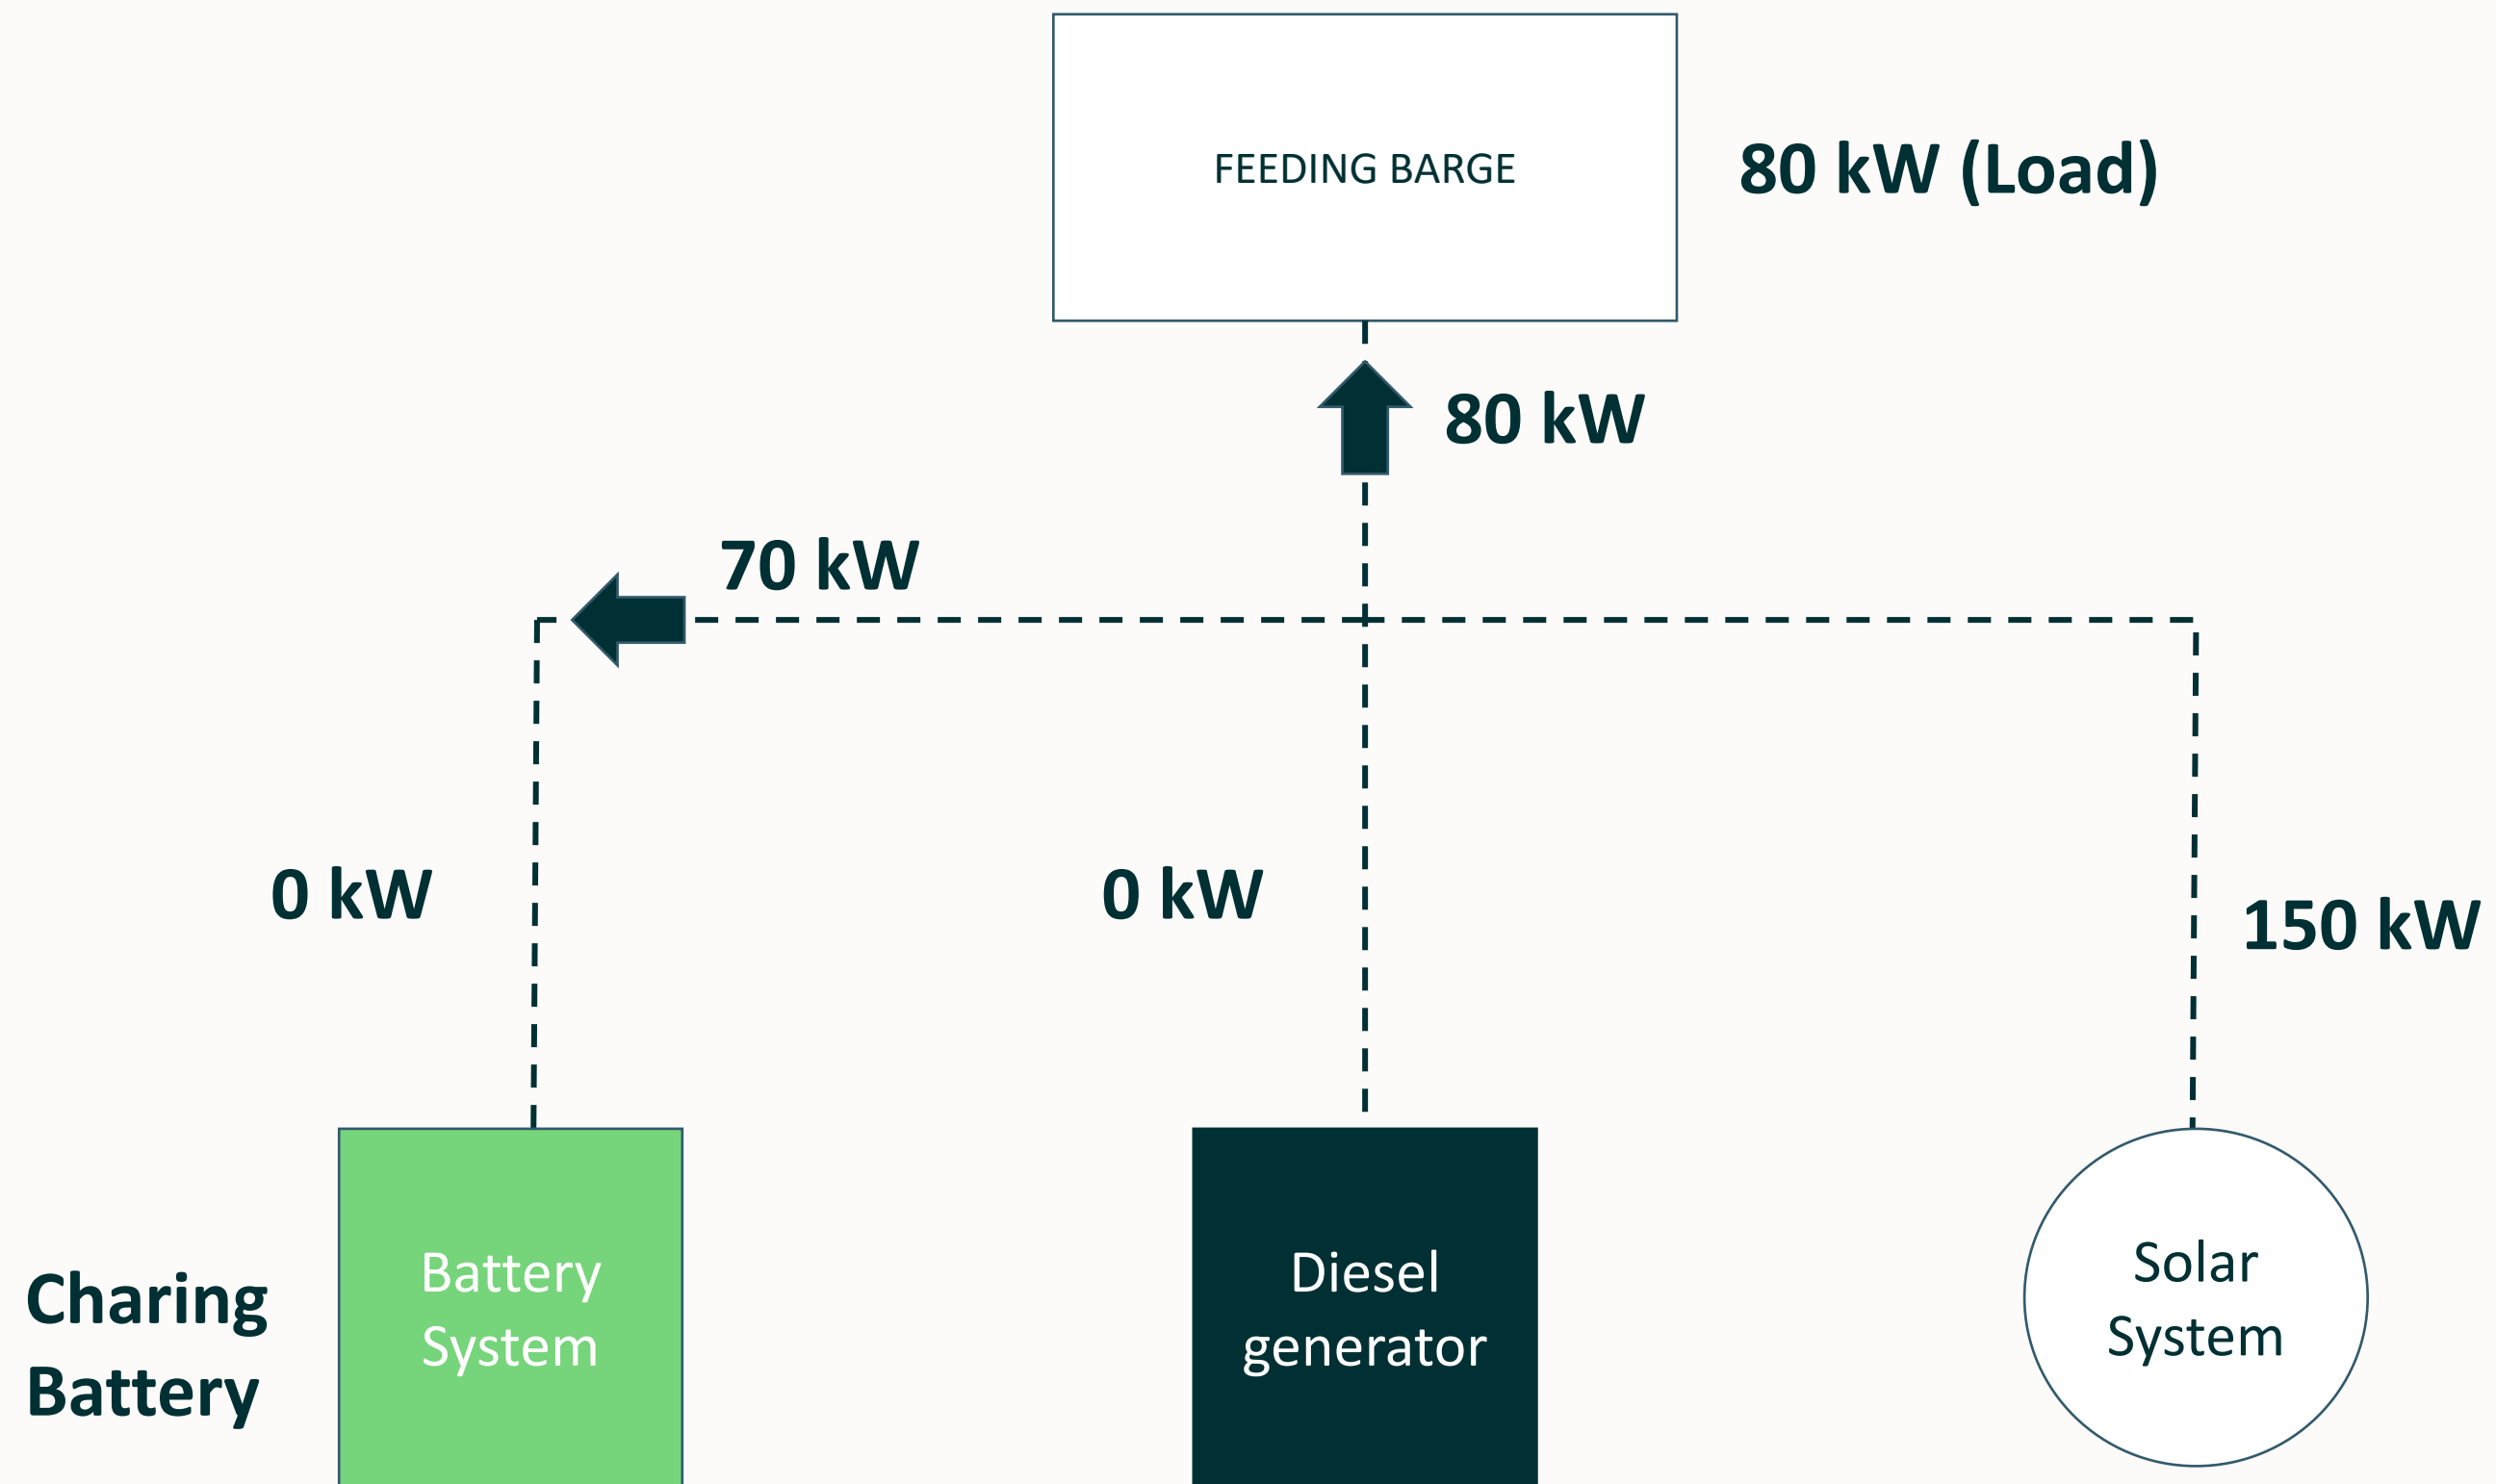 FEEDING BARGE
80 kW (Load)
80 kW
70 kW
0 kW
0 kW
150 kW
Charing
Battery
Battery
System
Diesel
generator
Solar
System